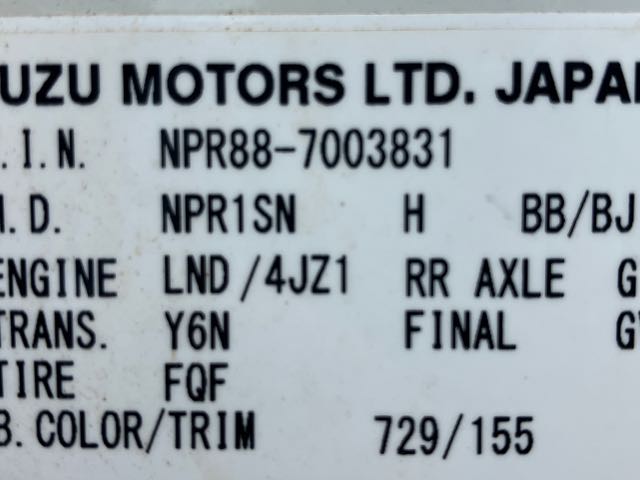 UZU MOTORS LTD. JAPAN
.I.N. NPR88-7003831
M.D. NPR1SN H BB/BJ
ENGINE LND/4JZ1 RR AXLE G
TRANS. Y6N FINAL G
TIRE FQF
B.COLOR/TRIM 729/155